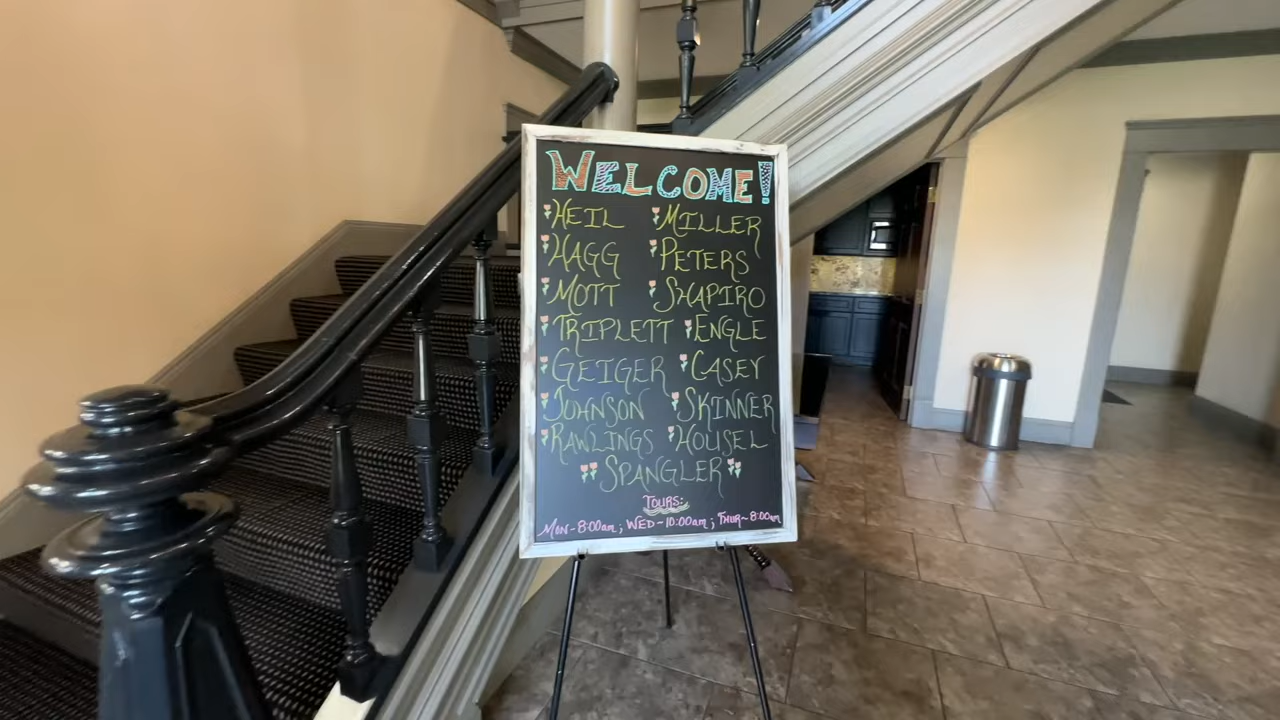 WELCOME!
HEIL MILLER
HAGG PETERS
MOTT SHAPIRO
TRIPLETT ENGLE
GEIGER CASEY
JOHNSON SKINNER
RAWLINGS HOUSEL
SPANGLER
TOURS:
MON-8:00am; WED-10:00am; THUR-8:00am